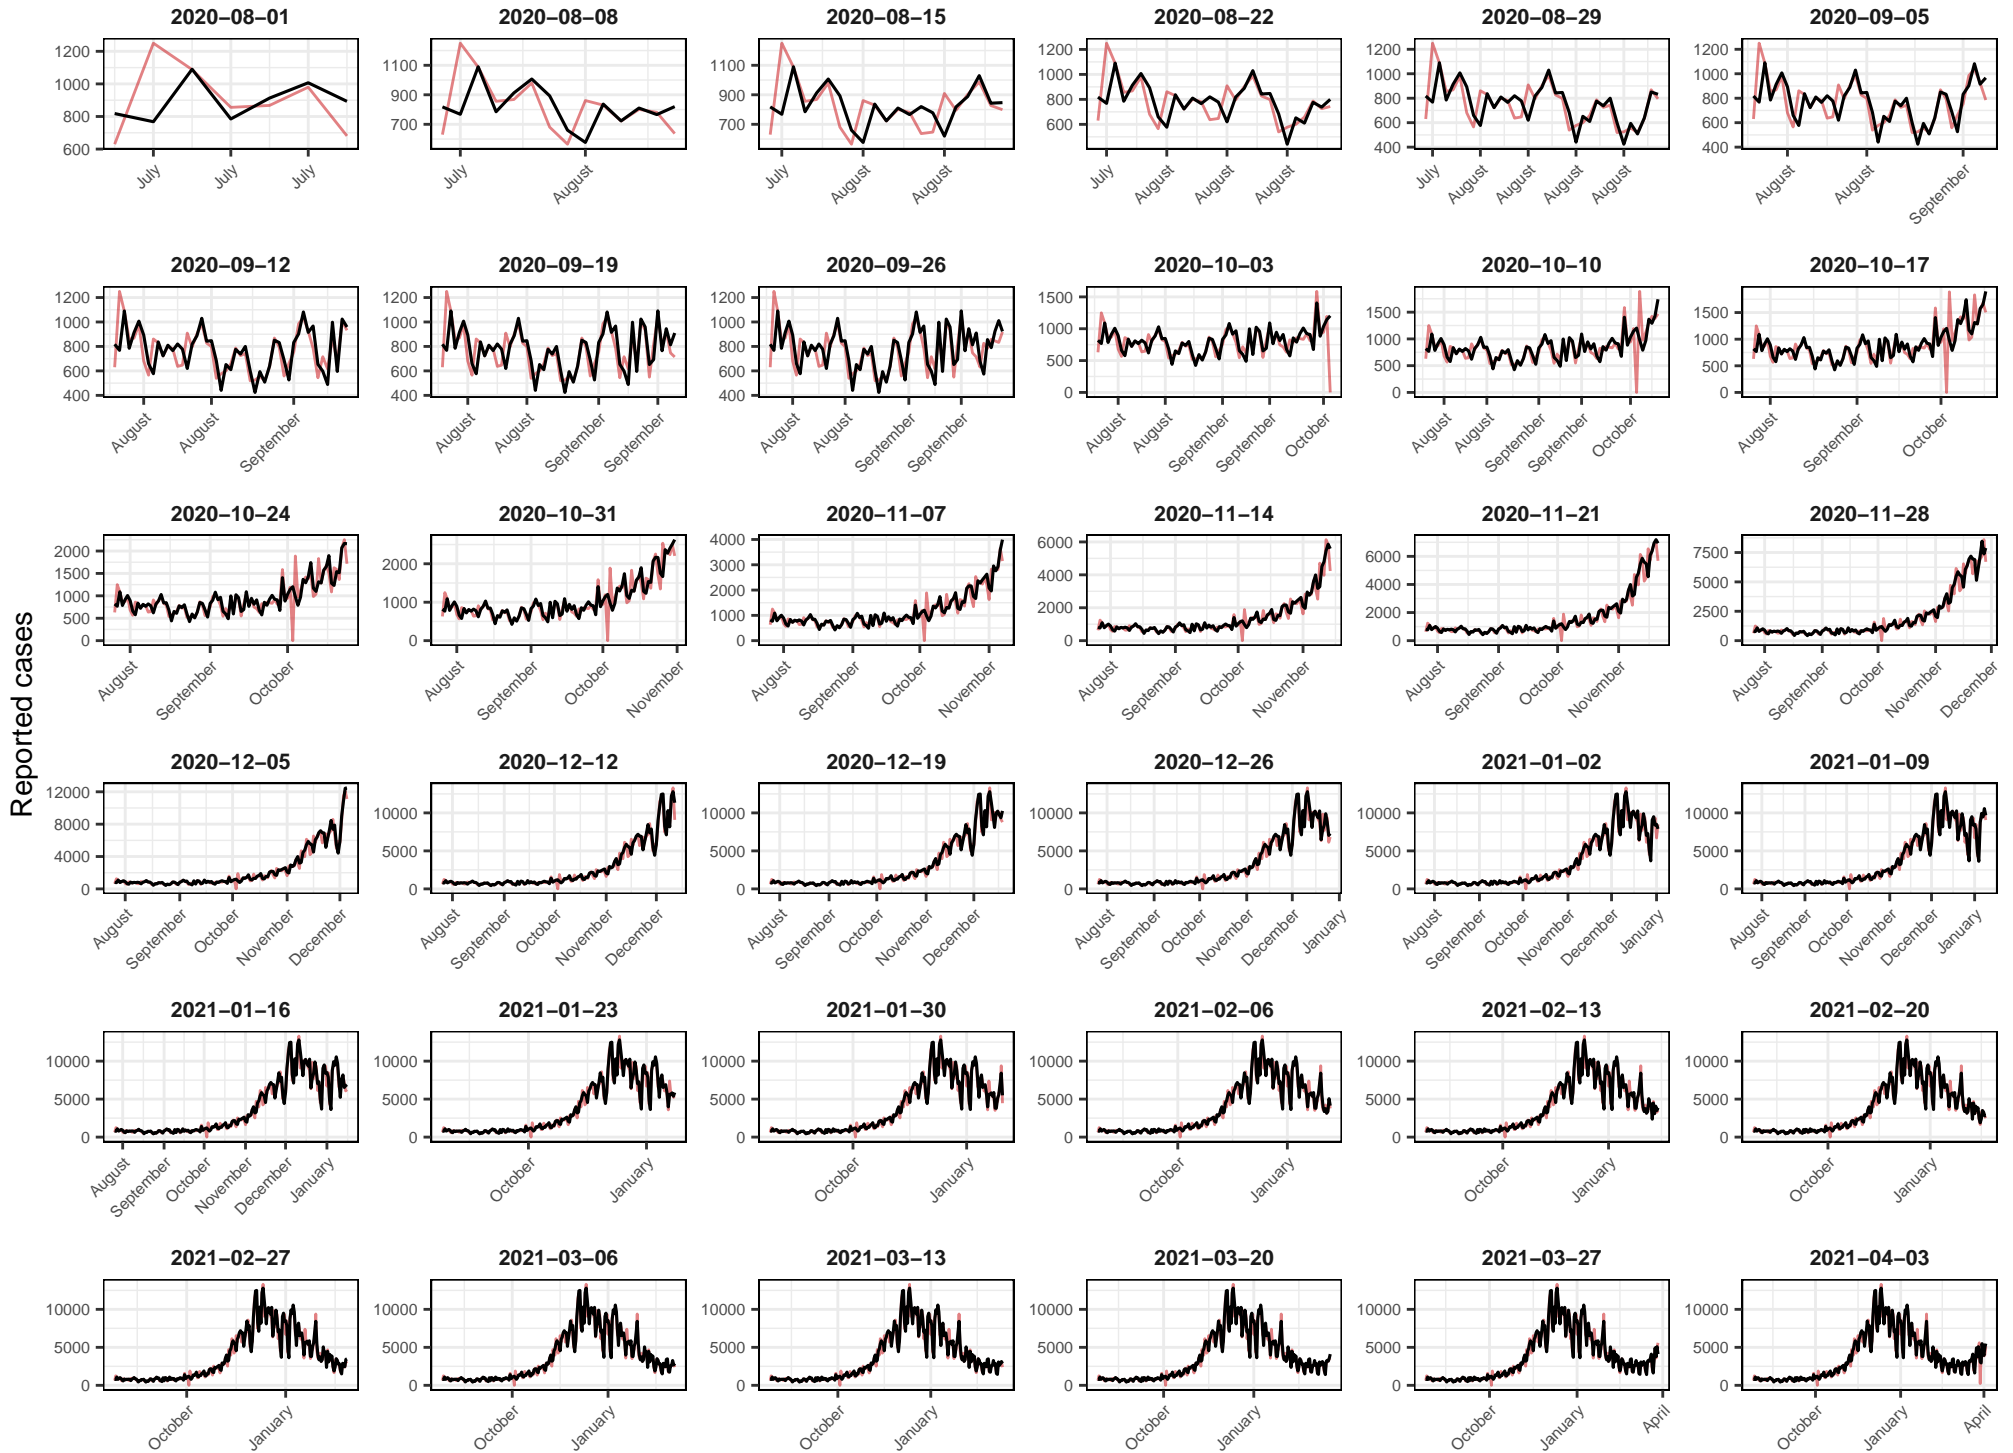 Reported cases
2020−08−01 2020−08−08 2020−08−15 2020−08−22 2020−08−29 2020−09−05
1200 1000 800 600
1100 900 700
1100 900 700
1200 1000 800 600
1200 1000 800 600 400
1200 1000 800 600 400
July July July
July August
July August August
July August August August
July August August August August
August August September
2020−09−12 2020−09−19 2020−09−26 2020−10−03 2020−10−10 2020−10−17
1200 1000 800 600 400
1200 1000 800 600 400
1200 1000 800 600 400
1500 1000 500 0
1500 1000 500 0
1500 1000 500 0
August August September
August August September September
August August September September
August August September September October
August August September September October
August September October
2020−10−24 2020−10−31 2020−11−07 2020−11−14 2020−11−21 2020−11−28
2000 1500 1000 500 0
2000 1000 0
4000 3000 2000 1000 0
6000 4000 2000 0
6000 4000 2000 0
7500 5000 2500 0
August September October
August September October November
August September October November
August September October November
August September October November
August September October November December
2020−12−05 2020−12−12 2020−12−19 2020−12−26 2021−01−02 2021−01−09
12000 8000 4000 0
10000 5000 0
10000 5000 0
10000 5000 0
10000 5000 0
10000 5000 0
August September October November December
August September October November December
August September October November December
August September October November December January
August September October November December January
August September October November December January
2021−01−16 2021−01−23 2021−01−30 2021−02−06 2021−02−13 2021−02−20
10000 5000 0
10000 5000 0
10000 5000 0
10000 5000 0
10000 5000 0
10000 5000 0
August September October November December January
October January
October January
October January
October January
October January
2021−02−27 2021−03−06 2021−03−13 2021−03−20 2021−03−27 2021−04−03
10000 5000 0
10000 5000 0
10000 5000 0
10000 5000 0
10000 5000 0
10000 5000 0
October January
October January
October January
October January
October January April
October January April